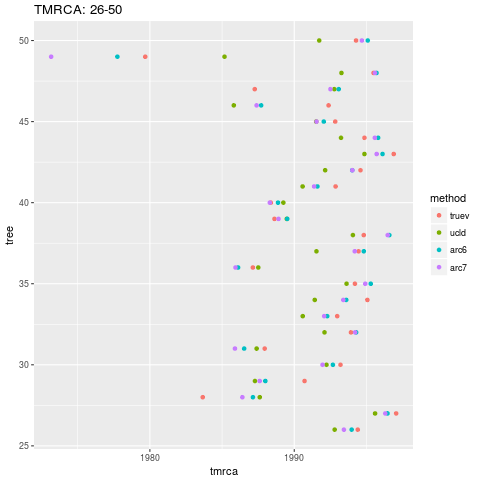 TMRCA: 26-50
50
45
40
35
30
25
tree
1980
1990
tmrca
method
truev
ucld
arc6
arc7